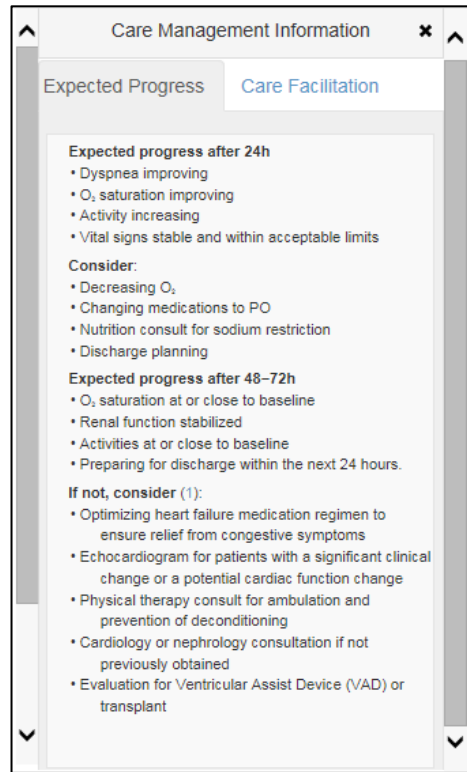 Care Management Information ✖
Expected Progress Care Facilitation
Expected progress after 24h
• Dyspnea improving
• O₂ saturation improving
• Activity increasing
• Vital signs stable and within acceptable limits
Consider:
• Decreasing O₂
• Changing medications to PO
• Nutrition consult for sodium restriction
• Discharge planning
Expected progress after 48–72h
• O₂ saturation at or close to baseline
• Renal function stabilized
• Activities at or close to baseline
• Preparing for discharge within the next 24 hours.
If not, consider (1):
• Optimizing heart failure medication regimen to
ensure relief from congestive symptoms
• Echocardiogram for patients with a significant clinical
change or a potential cardiac function change
• Physical therapy consult for ambulation and
prevention of deconditioning
• Cardiology or nephrology consultation if not
previously obtained
• Evaluation for Ventricular Assist Device (VAD) or
transplant